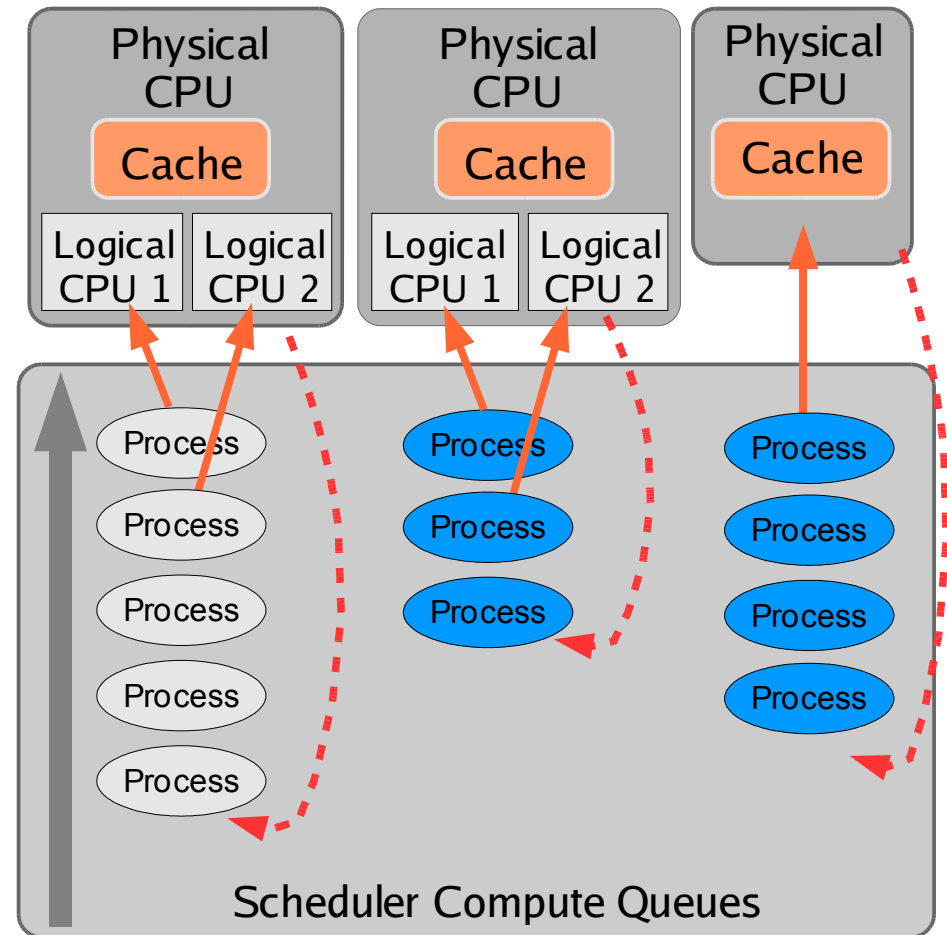 Physical
CPU
Cache
Logical
CPU 1
Logical
CPU 2
Physical
CPU
Cache
Logical
CPU 1
Logical
CPU 2
Physical
CPU
Cache
Process
Process
Process
Process
Process
Process
Process
Process
Process
Process
Process
Process
Scheduler Compute Queues